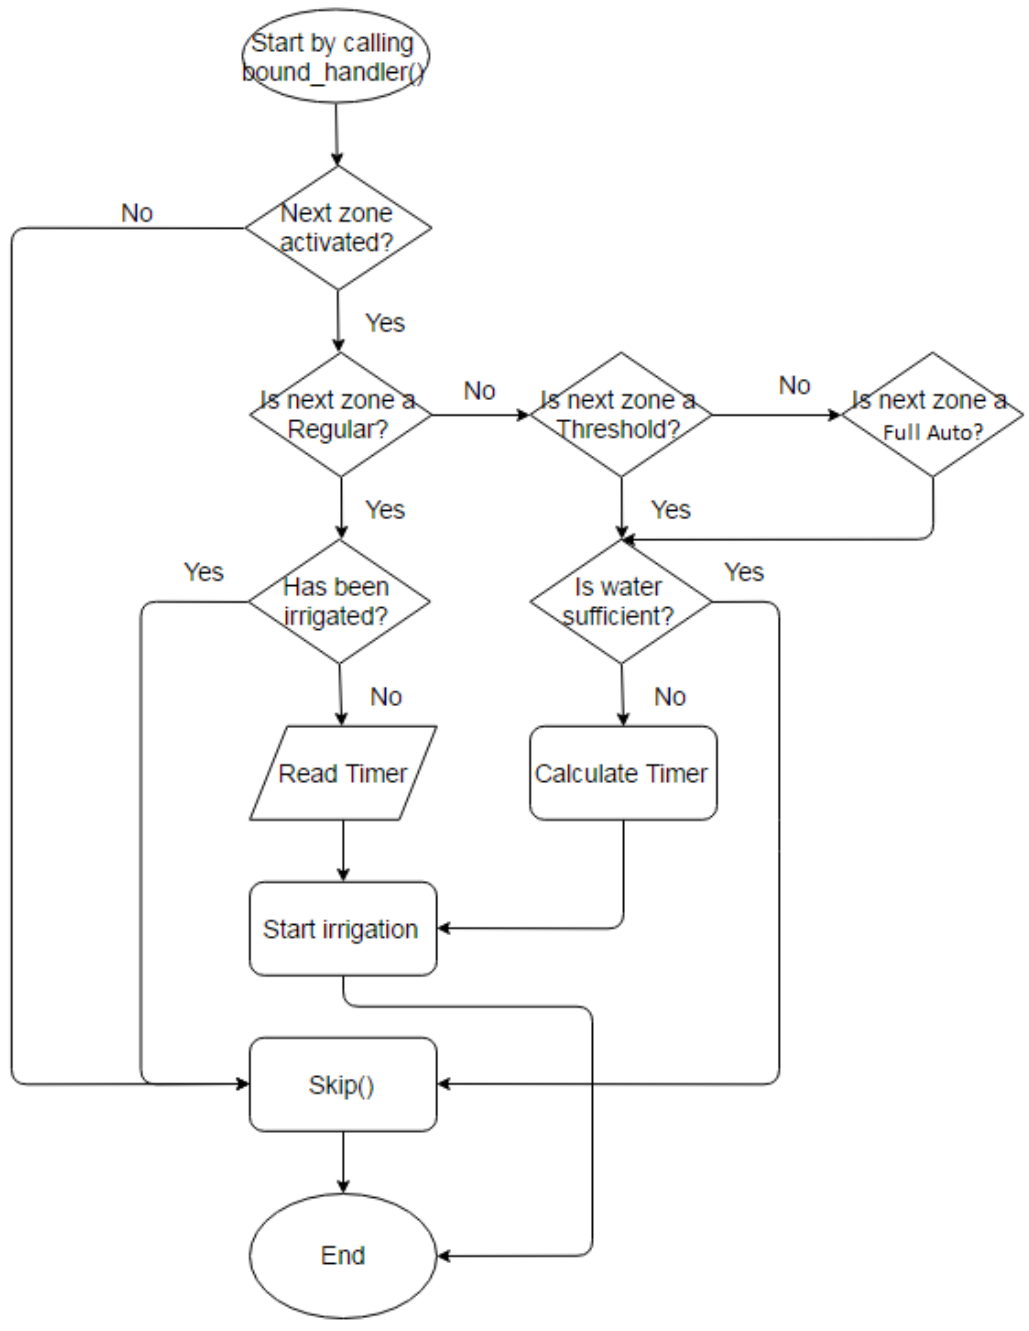 Start by calling
bound_handler()
No
Next zone
activated?
Yes
Is next zone a
Regular?
No
Is next zone a
Threshold?
No
Is next zone a
Full Auto?
Yes
Yes
Yes
Has been
irrigated?
Is water
sufficient?
Yes
No
No
Read Timer
Calculate Timer
Start irrigation
Skip()
End